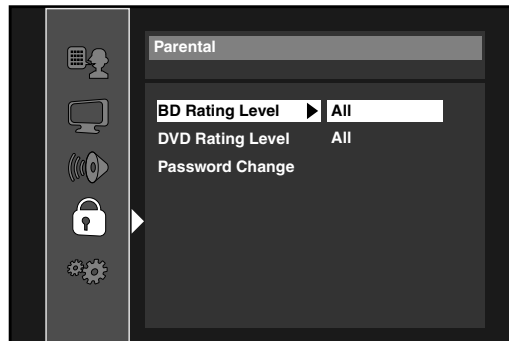 Parental
BD Rating Level All
DVD Rating Level All
Password Change